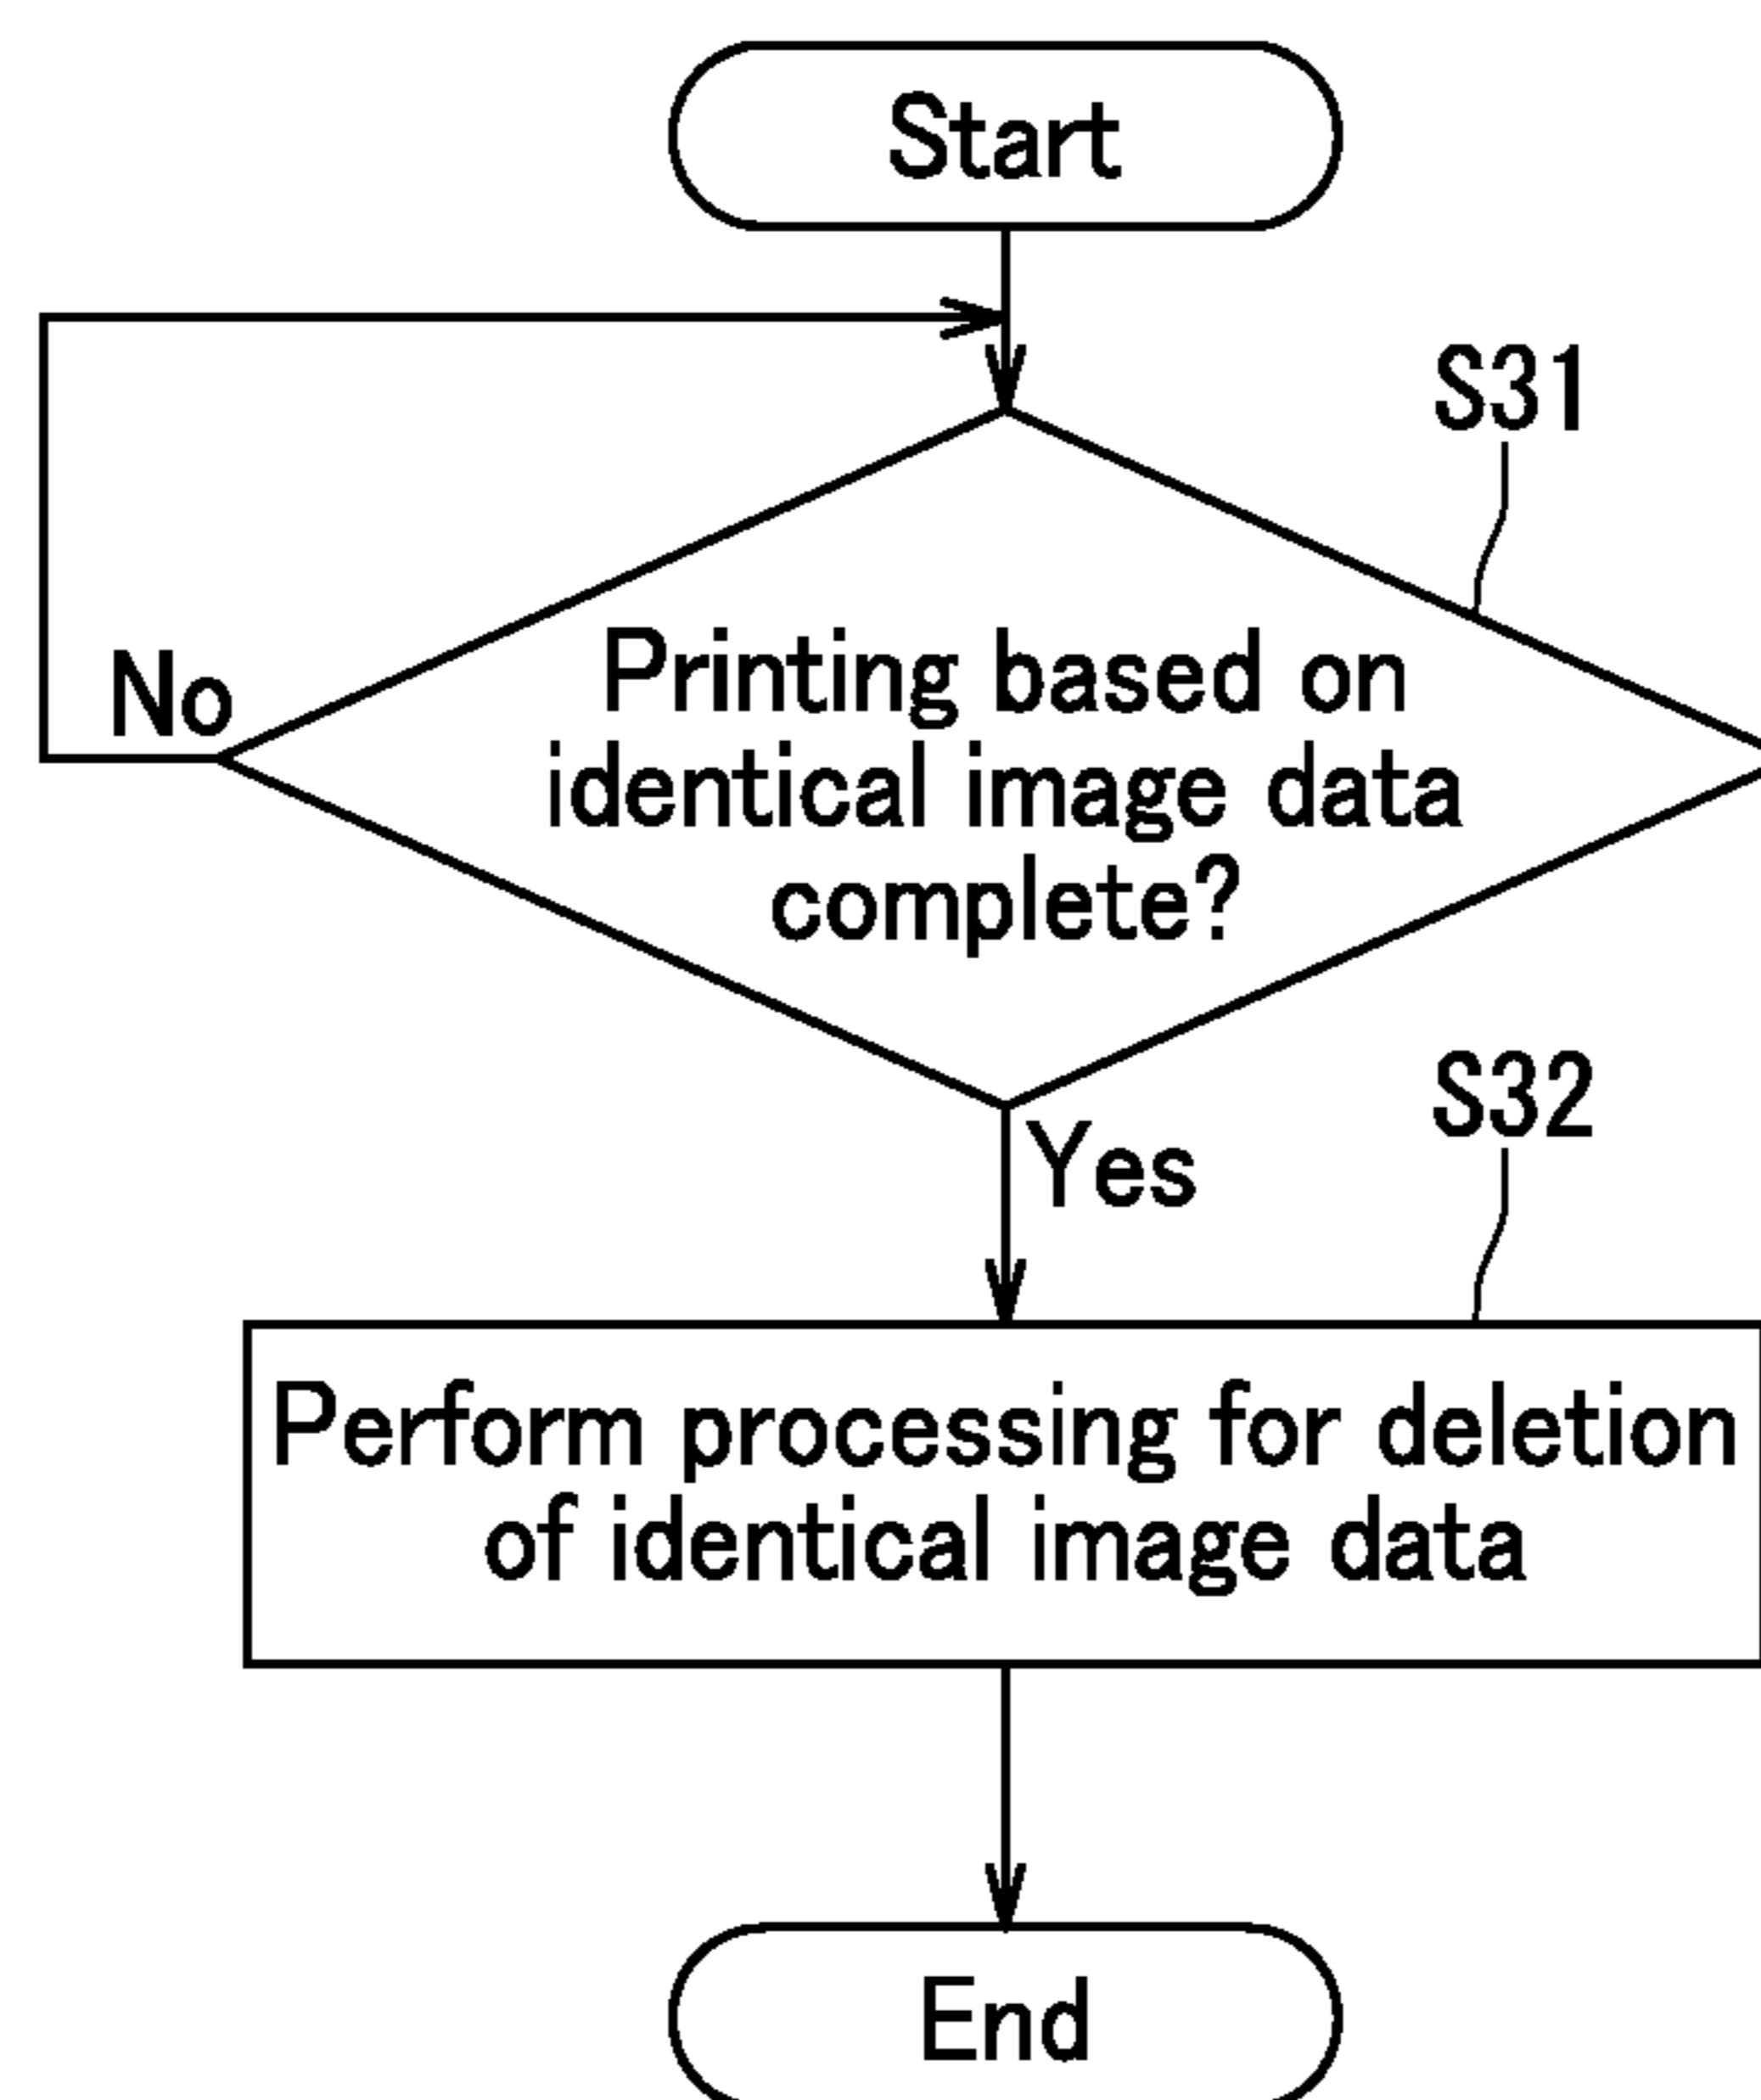 Start
S31
No
Printing based on
identical image data
complete?
Yes
S32
Perform processing for deletion
of identical image data
End